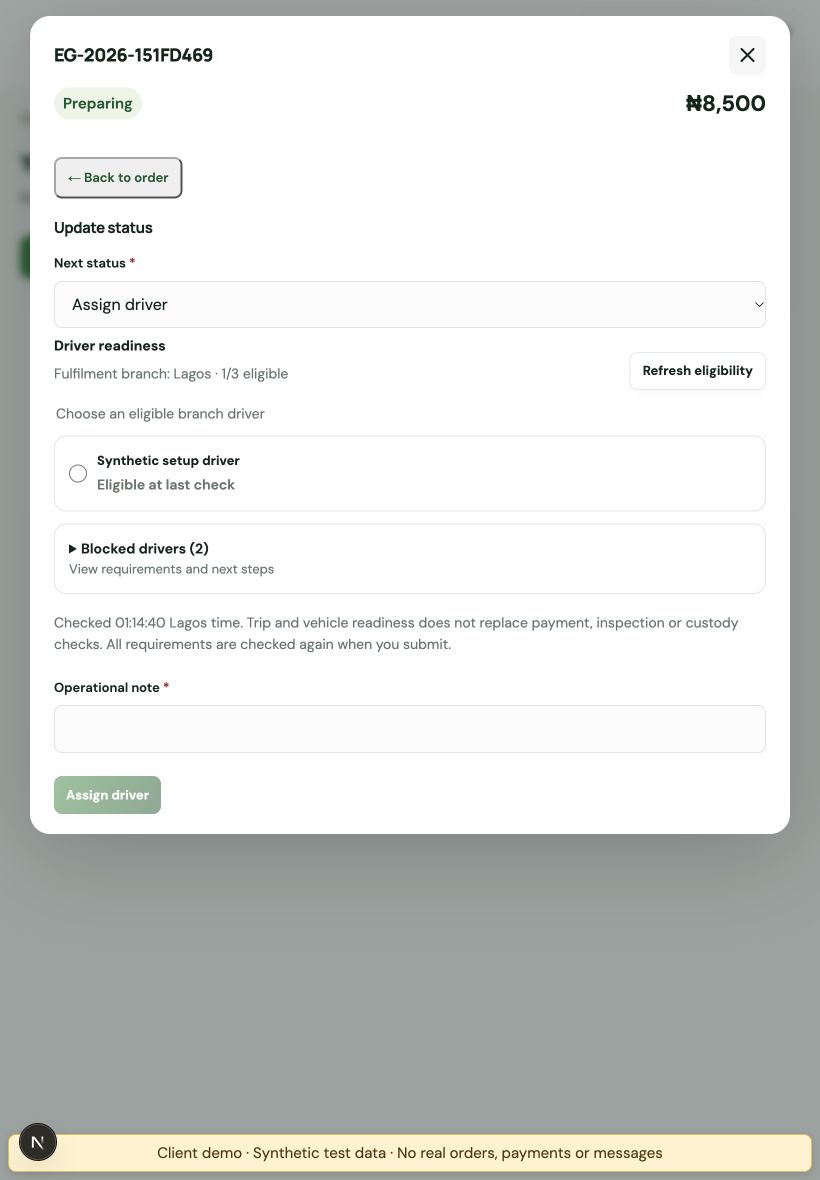 EG-2026-151FD469
Preparing
₦8,500
← Back to order
Update status
Next status *
Assign driver
Driver readiness
Fulfilment branch: Lagos · 1/3 eligible
Refresh eligibility
Choose an eligible branch driver
Synthetic setup driver
Eligible at last check
▶ Blocked drivers (2)
View requirements and next steps
Checked 01:14:40 Lagos time. Trip and vehicle readiness does not replace payment, inspection or custody
checks. All requirements are checked again when you submit.
Operational note *
Assign driver
N
Client demo · Synthetic test data · No real orders, payments or messages